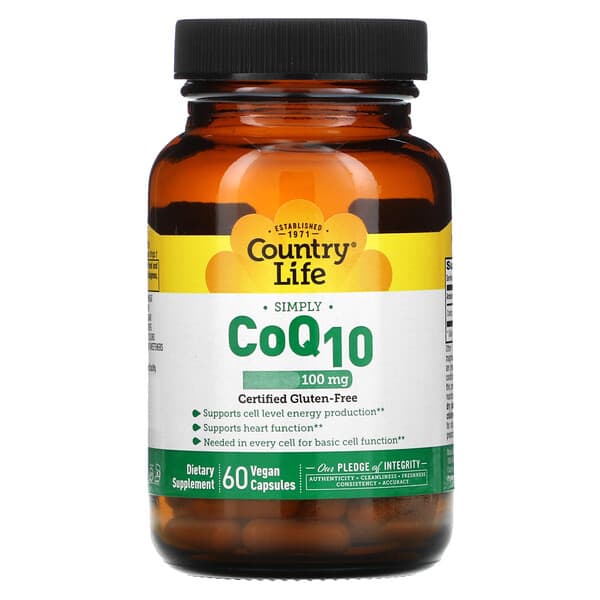 ESTABLISHED
1971
Country®
Life
• SIMPLY •
CoQ10
100 mg
Certified Gluten-Free
Supports cell level energy production**
Supports heart function**
Needed in every cell for basic cell function**
Dietary
Supplement
60 Vegan
Capsules
Our PLEDGE of INTEGRITY
AUTHENTICITY • CLEANLINESS • FRESHNESS
CONSISTENCY • ACCURACY